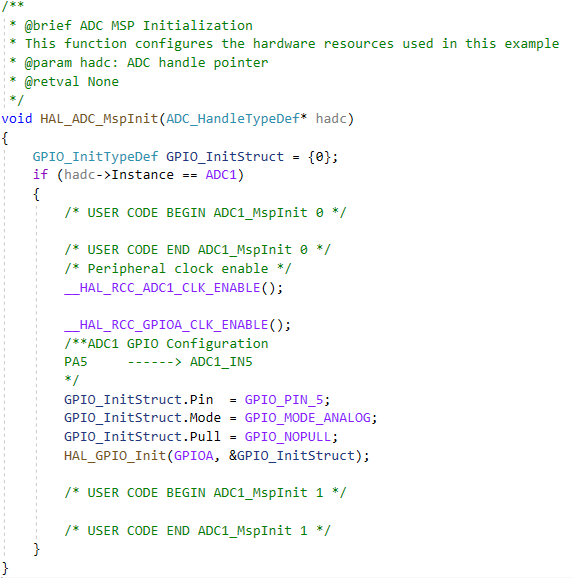 /**
 * @brief ADC MSP Initialization
 * This function configures the hardware resources used in this example
 * @param hadc: ADC handle pointer
 * @retval None
 */
void HAL_ADC_MspInit(ADC_HandleTypeDef* hadc)
{
    GPIO_InitTypeDef GPIO_InitStruct = {0};
    if (hadc->Instance == ADC1)
    {
        /* USER CODE BEGIN ADC1_MspInit 0 */

        /* USER CODE END ADC1_MspInit 0 */
        /* Peripheral clock enable */
        __HAL_RCC_ADC1_CLK_ENABLE();

        __HAL_RCC_GPIOA_CLK_ENABLE();
        /**ADC1 GPIO Configuration
        PA5     ------> ADC1_IN5
        */
        GPIO_InitStruct.Pin  = GPIO_PIN_5;
        GPIO_InitStruct.Mode = GPIO_MODE_ANALOG;
        GPIO_InitStruct.Pull = GPIO_NOPULL;
        HAL_GPIO_Init(GPIOA, &GPIO_InitStruct);

        /* USER CODE BEGIN ADC1_MspInit 1 */

        /* USER CODE END ADC1_MspInit 1 */
    }
}